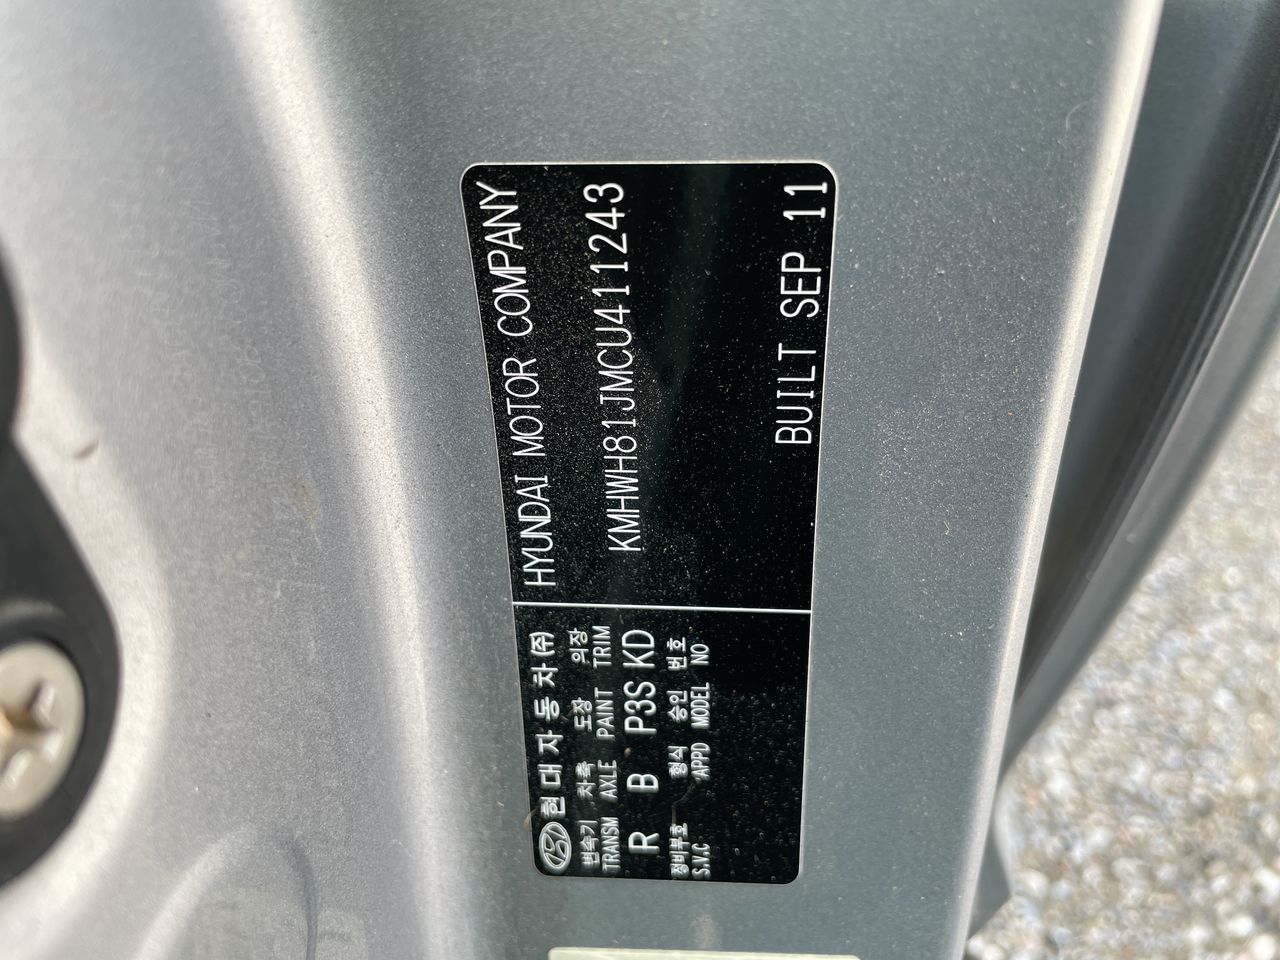 현대자동차(주)
변속기 차축 도장 의장
TRANSM AXLE PAINT TRIM
R B P3S KD
정비부호 형식 승인 번호
S.V.C APPD MODEL NO
HYUNDAI MOTOR COMPANY
KMHWH81JMCU411243
BUILT SEP 11